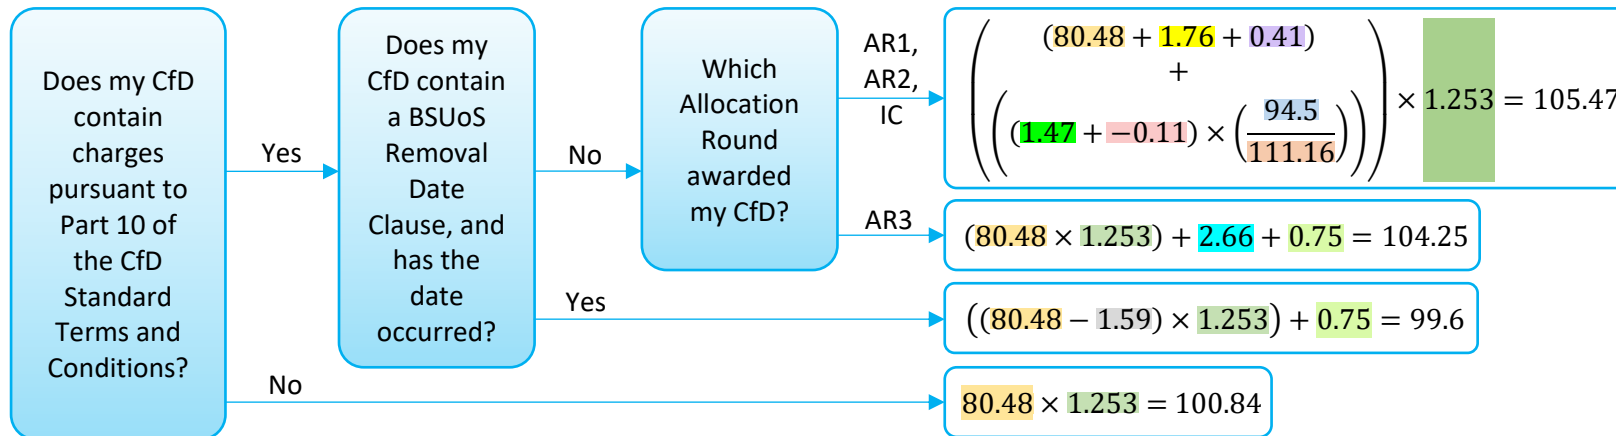 Does my CfD
contain
charges
pursuant to
Part 10 of
the CfD
Standard
Terms and
Conditions?
Yes
No
Does my
CfD contain
a BSUoS
Removal
Date
Clause, and
has the
date
occurred?
No
Yes
Which
Allocation
Round
awarded
my CfD?
AR1,
AR2,
IC
AR3
(80.48 + 1.76 + 0.41)
+
((1.47 + −0.11) × (94.5/111.16))
× 1.253 = 105.47
(80.48 × 1.253) + 2.66 + 0.75 = 104.25
((80.48 − 1.59) × 1.253) + 0.75 = 99.6
80.48 × 1.253 = 100.84